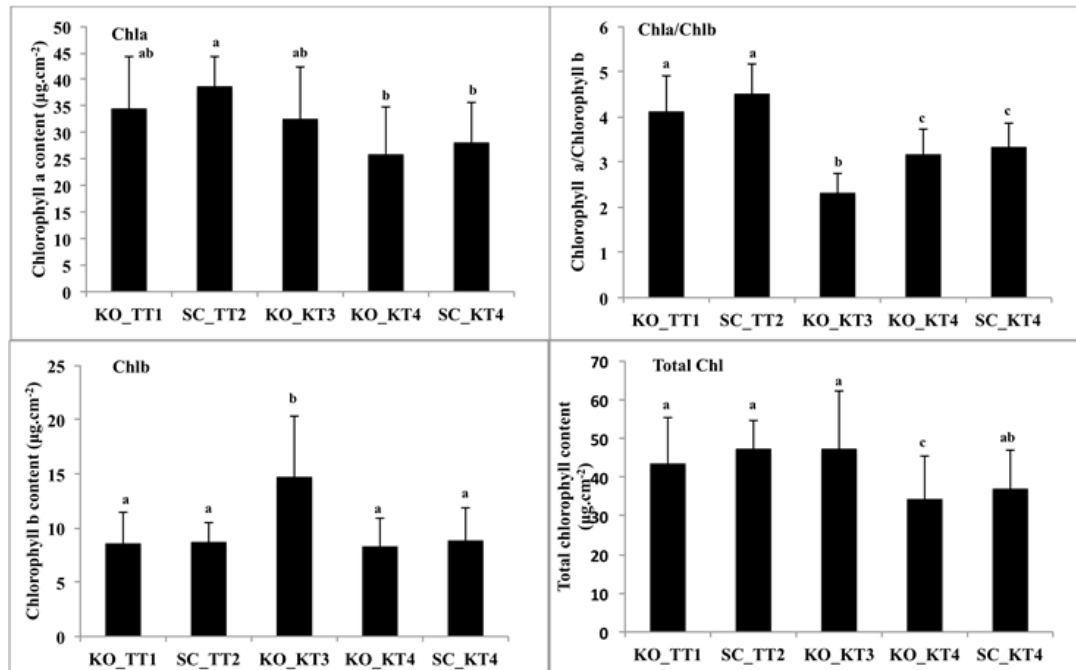 Chla
Chlorophyll a content (µg.cm-2)
50
45
40
35
30
25
20
15
10
5
0
ab
a
ab
b
b
KO_TT1 SC_TT2 KO_KT3 KO_KT4 SC_KT4
Chla/Chlb
Chlorophyll a/Chlorophyll b
6
5
4
3
2
1
0
a
a
b
c
c
KO_TT1 SC_TT2 KO_KT3 KO_KT4 SC_KT4
Chlb
Chlorophyll b content (µg.cm-2)
25
20
15
10
5
0
a
a
b
a
a
KO_TT1 SC_TT2 KO_KT3 KO_KT4 SC_KT4
Total Chl
Total chlorophyll content
(µg.cm-2)
70
60
50
40
30
20
10
0
a
a
a
c
ab
KO_TT1 SC_TT2 KO_KT3 KO_KT4 SC_KT4